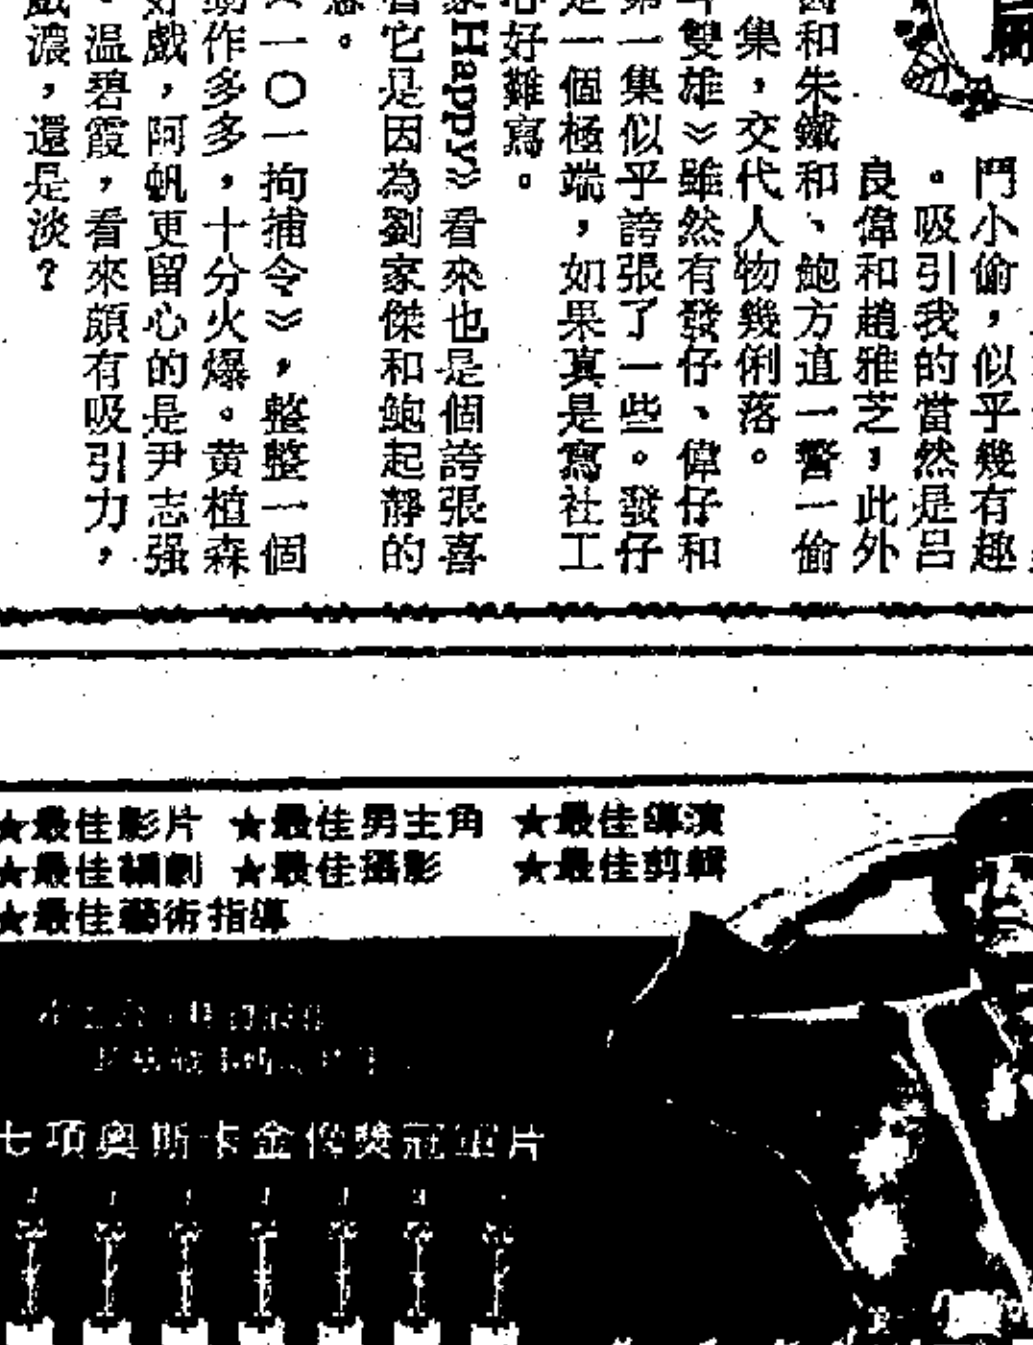 門小偷，似乎幾有趣
。吸引我的當然是呂
良偉和趙雅芝，此外
和朱鐵和、鮑方直一警一偷
集，交代人物幾俐落。
雙雄》雖然有發仔、偉仔和
第一集似乎誇張了一些。發仔
是一個極端，如果真是寫社工
好難寫。
Happy》看來也是個誇張喜
看它是因為劉家傑和鮑起靜的
。
一〇一拘捕令》，整整一個
動作多多，十分火爆。黃植森
好戲，阿帆更留心的是尹志强
、温碧霞，看來頗有吸引力，
戲濃，還是淡？
★最佳影片 ★最佳男主角 ★最佳導演
★最佳編劇 ★最佳攝影 ★最佳剪輯
★最佳藝術指導
七項奧斯卡金像獎冠軍片